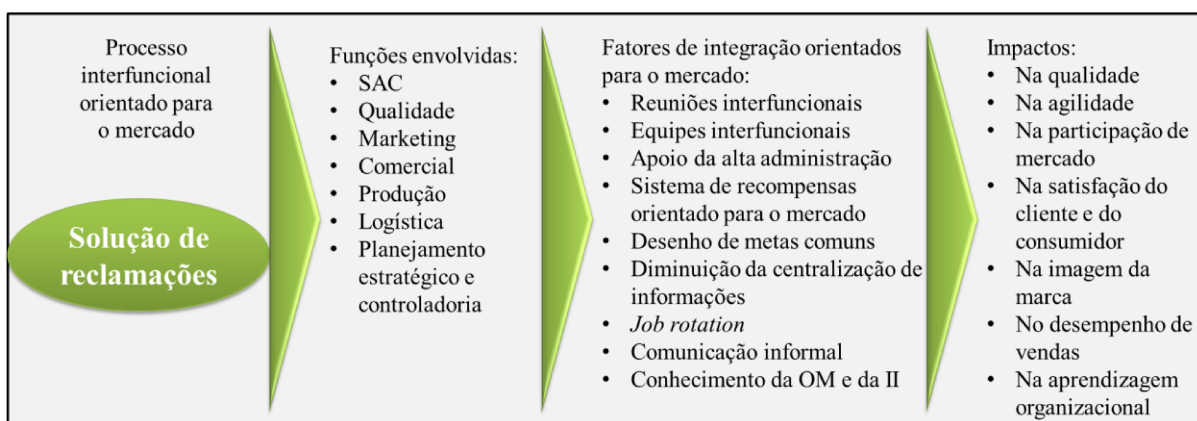 Processo
interfuncional
orientado para
o mercado
Solução de
reclamações
Funções envolvidas:
• SAC
• Qualidade
• Marketing
• Comercial
• Produção
• Logística
• Planejamento
estratégico e
controladoria
Fatores de integração orientados
para o mercado:
• Reuniões interfuncionais
• Equipes interfuncionais
• Apoio da alta administração
• Sistema de recompensas
orientado para o mercado
• Desenho de metas comuns
• Diminuição da centralização de
informações
• Job rotation
• Comunicação informal
• Conhecimento da OM e da II
Impactos:
• Na qualidade
• Na agilidade
• Na participação de
mercado
• Na satisfação do
cliente e do
consumidor
• Na imagem da
marca
• No desempenho de
vendas
• Na aprendizagem
organizacional